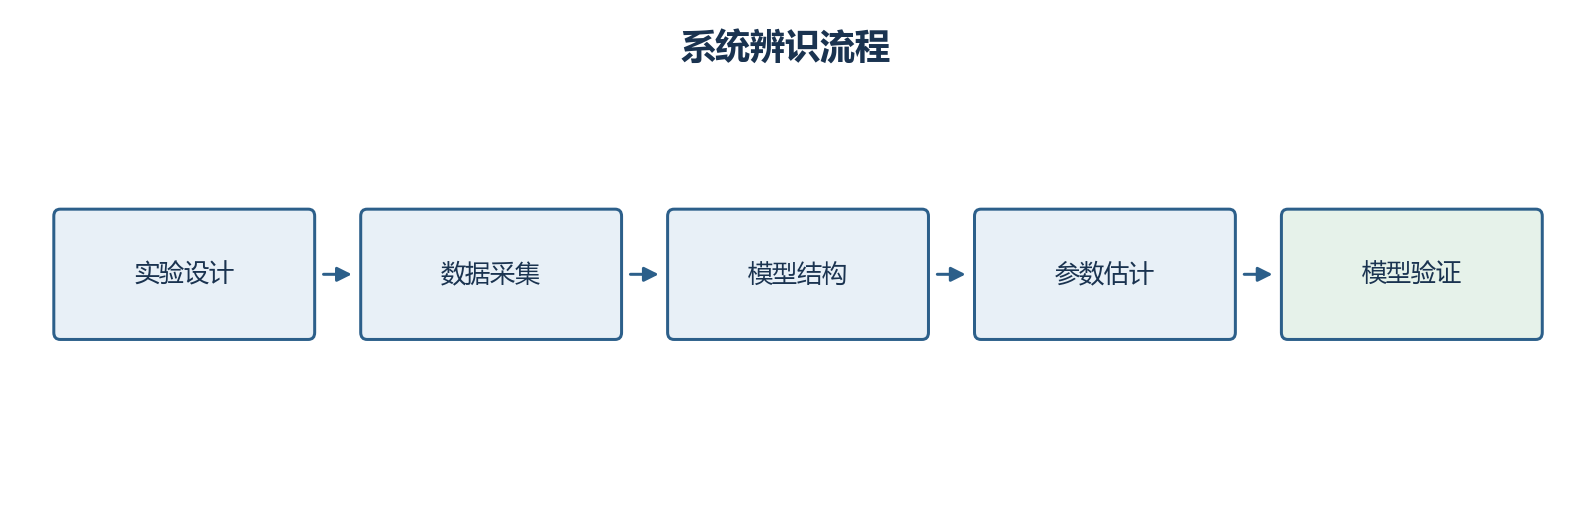 系统辨识流程
实验设计
数据采集
模型结构
参数估计
模型验证